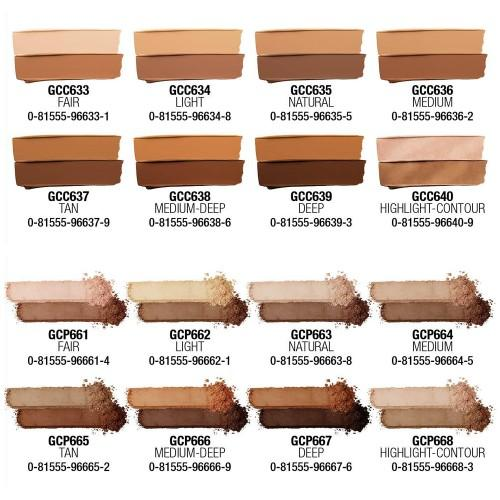 GCC633 GCC634 GCC635 GCC636
FAIR LIGHT NATURAL MEDIUM
0-81555-96633-1 0-81555-96634-8 0-81555-96635-5 0-81555-96636-2
GCC637 GCC638 GCC639 GCC640
TAN MEDIUM-DEEP DEEP HIGHLIGHT-CONTOUR
0-81555-96637-9 0-81555-96638-6 0-81555-96639-3 0-81555-96640-9
GCP661 GCP662 GCP663 GCP664
FAIR LIGHT NATURAL MEDIUM
0-81555-96661-4 0-81555-96662-1 0-81555-96663-8 0-81555-96664-5
GCP665 GCP666 GCP667 GCP668
TAN MEDIUM-DEEP DEEP HIGHLIGHT-CONTOUR
0-81555-96665-2 0-81555-96666-9 0-81555-96667-6 0-81555-96668-3